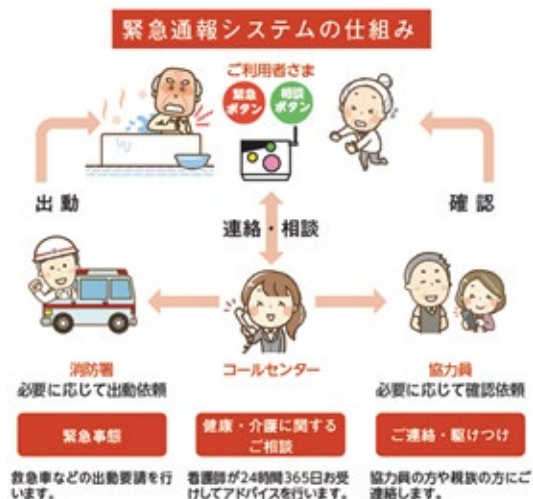 緊急通報システムの仕組み
ご利用者さま
緊急
ボタン
相談
ボタン
出動
連絡・相談
確認
消防署
必要に応じて出動依頼
コールセンター
協力員
必要に応じて確認依頼
緊急事態
健康・介護に関する
ご相談
ご連絡・駆けつけ
救急車などの出動要請を行
います。
看護師が24時間365日お受
けしてアドバイスを行います。
協力員の方や親族の方にご
連絡します。